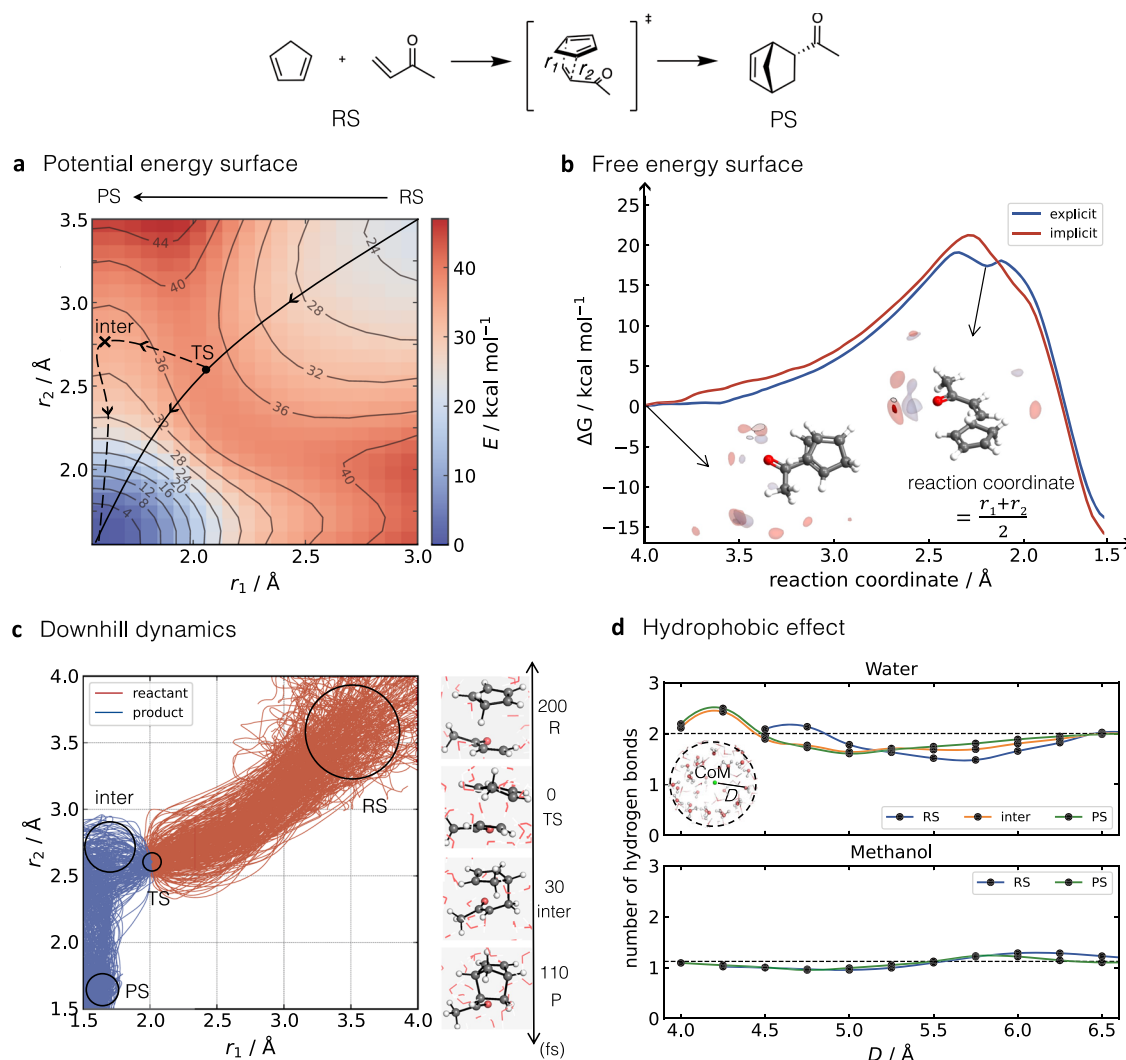 +
O
‡
r1
r2
O
O
RS
PS
a Potential energy surface
PS
RS
3.5
3.0
2.5
2.0
r2 / Å
2.0
2.5
3.0
r1 / Å
44
40
24
28
32
36
36
32
28
24
20
16
12
8
4
40
inter
TS
40
30
20
10
0
E / kcal mol−1
b Free energy surface
25
20
15
10
5
0
−5
−10
−15
ΔG / kcal mol−1
explicit
implicit
reaction coordinate
= r1+r2
2
4.0
3.5
3.0
2.5
2.0
1.5
reaction coordinate / Å
c Downhill dynamics
reactant
product
4.0
3.5
3.0
2.5
2.0
1.5
r2 / Å
inter
TS
RS
PS
1.5
2.0
2.5
3.0
3.5
4.0
r1 / Å
200
R
0
TS
30
inter
110
P
(fs)
d Hydrophobic effect
Water
3
2
1
0
CoM
D
RS
inter
PS
number of hydrogen bonds
Methanol
3
2
1
0
RS
PS
4.0
4.5
5.0
5.5
6.0
6.5
D / Å